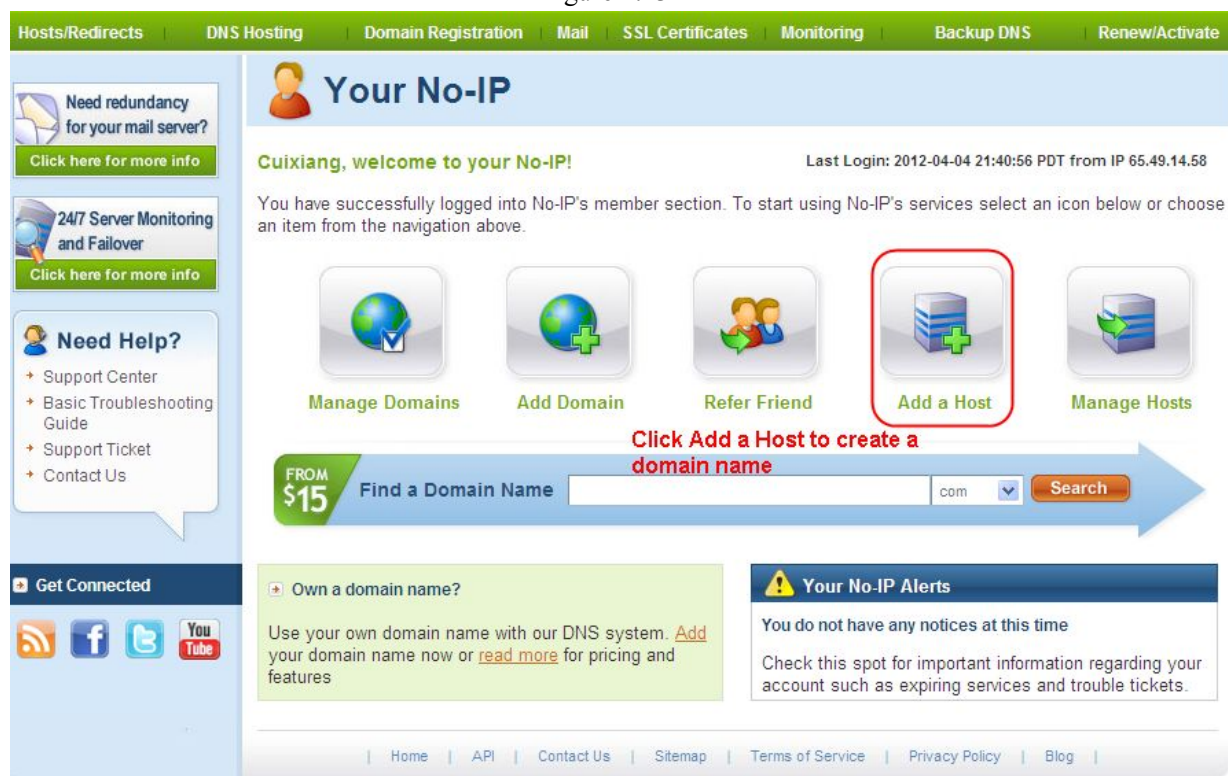 Hosts/Redirects DNS Hosting Domain Registration Mail SSL Certificates Monitoring Backup DNS Renew/Activate
Need redundancy
for your mail server?
Click here for more info
24/7 Server Monitoring
and Failover
Click here for more info
Need Help?
Support Center
Basic Troubleshooting
Guide
Support Ticket
Contact Us
Get Connected
You
Tube
Your No-IP
Cuixiang, welcome to your No-IP!
Last Login: 2012-04-04 21:40:56 PDT from IP 65.49.14.58
You have successfully logged into No-IP's member section. To start using No-IP's services select an icon below or choose
an item from the navigation above.
Manage Domains Add Domain Refer Friend Add a Host Manage Hosts
Click Add a Host to create a
domain name
FROM
$15
Find a Domain Name com Search
Own a domain name?
Use your own domain name with our DNS system. Add
your domain name now or read more for pricing and
features
Your No-IP Alerts
You do not have any notices at this time
Check this spot for important information regarding your
account such as expiring services and trouble tickets.
| Home | API | Contact Us | Sitemap | Terms of Service | Privacy Policy | Blog |